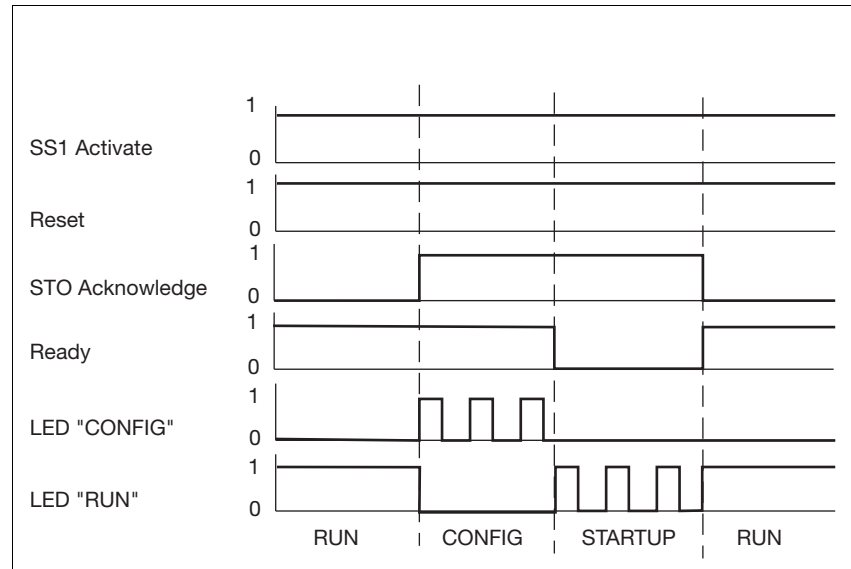 1
SS1 Activate
0
1
Reset
0
1
STO Acknowledge
0
1
Ready
0
1
LED "CONFIG"
0
1
LED "RUN"
0
RUN CONFIG STARTUP RUN